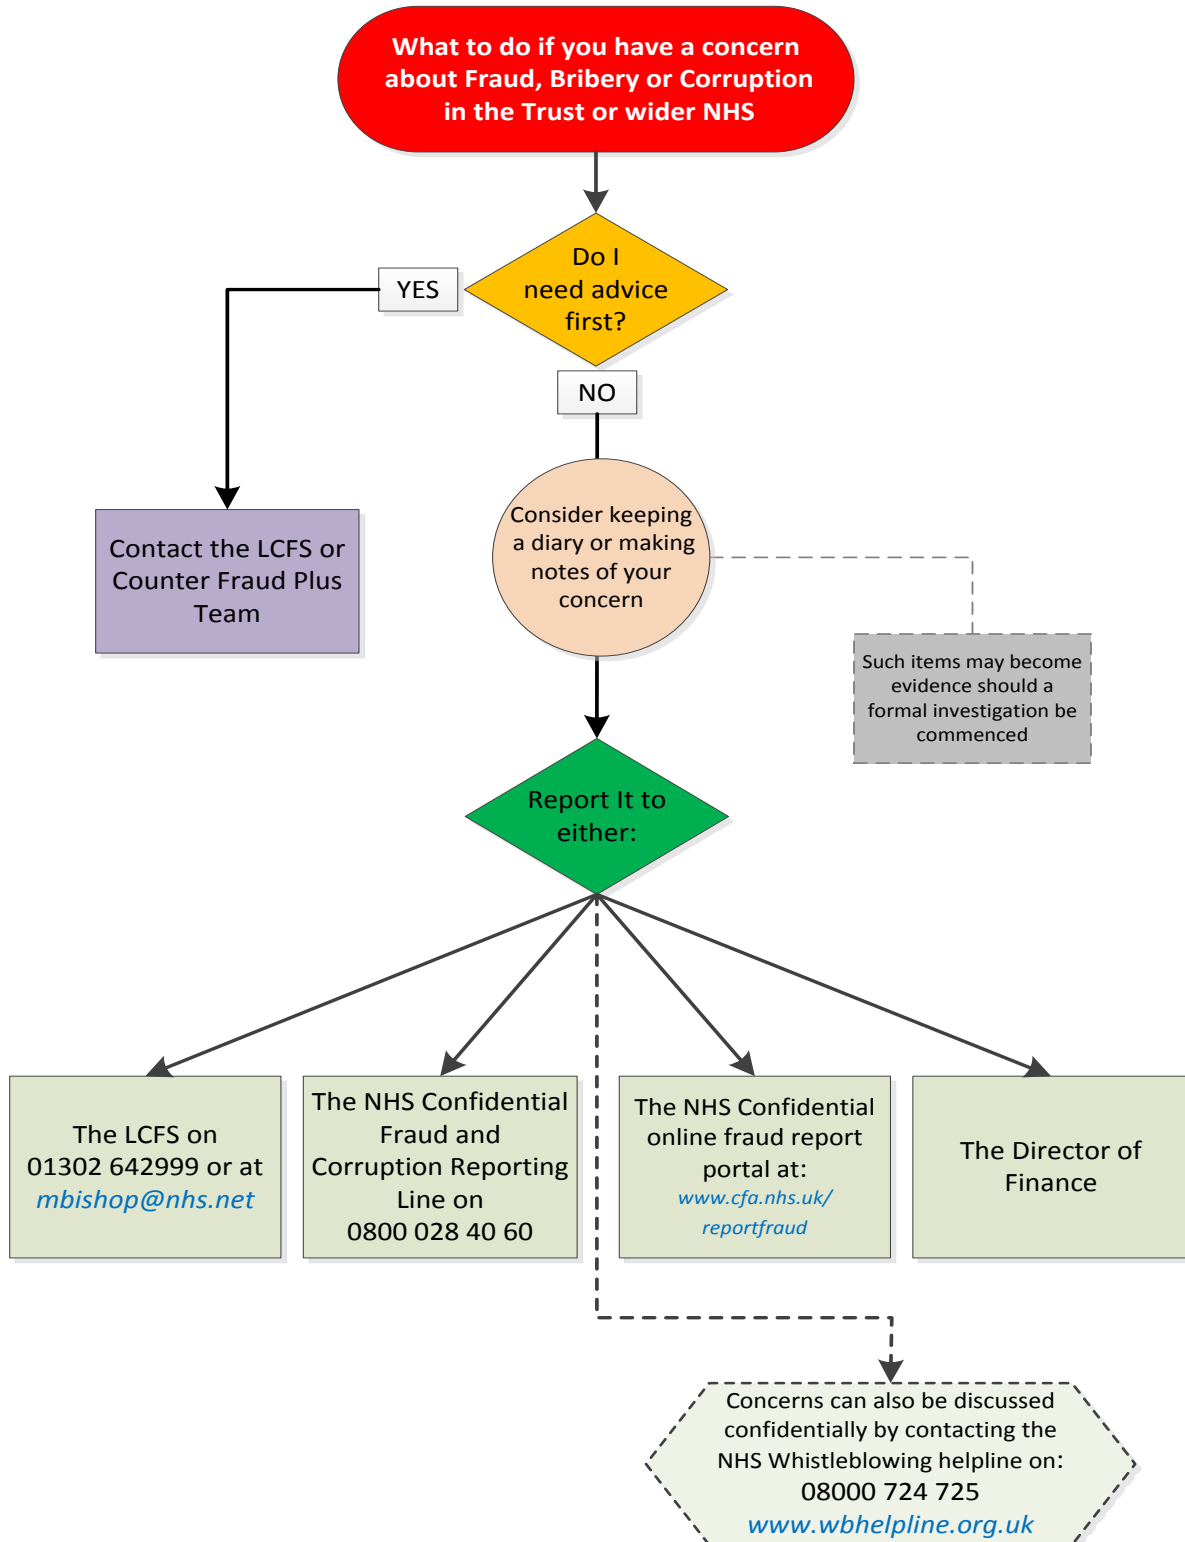 What to do if you have a concern
about Fraud, Bribery or Corruption
in the Trust or wider NHS
Do I
need advice
first?
YES
NO
Contact the LCFS or
Counter Fraud Plus
Team
Consider keeping
a diary or making
notes of your
concern
Such items may become
evidence should a
formal investigation be
commenced
Report It to
either:
The LCFS on
01302 642999 or at
mbishop@nhs.net
The NHS Confidential
Fraud and
Corruption Reporting
Line on
0800 028 40 60
The NHS Confidential
online fraud report
portal at:
www.cfa.nhs.uk/
reportfraud
The Director of
Finance
Concerns can also be discussed
confidentially by contacting the
NHS Whistleblowing helpline on:
08000 724 725
www.wbhelpline.org.uk